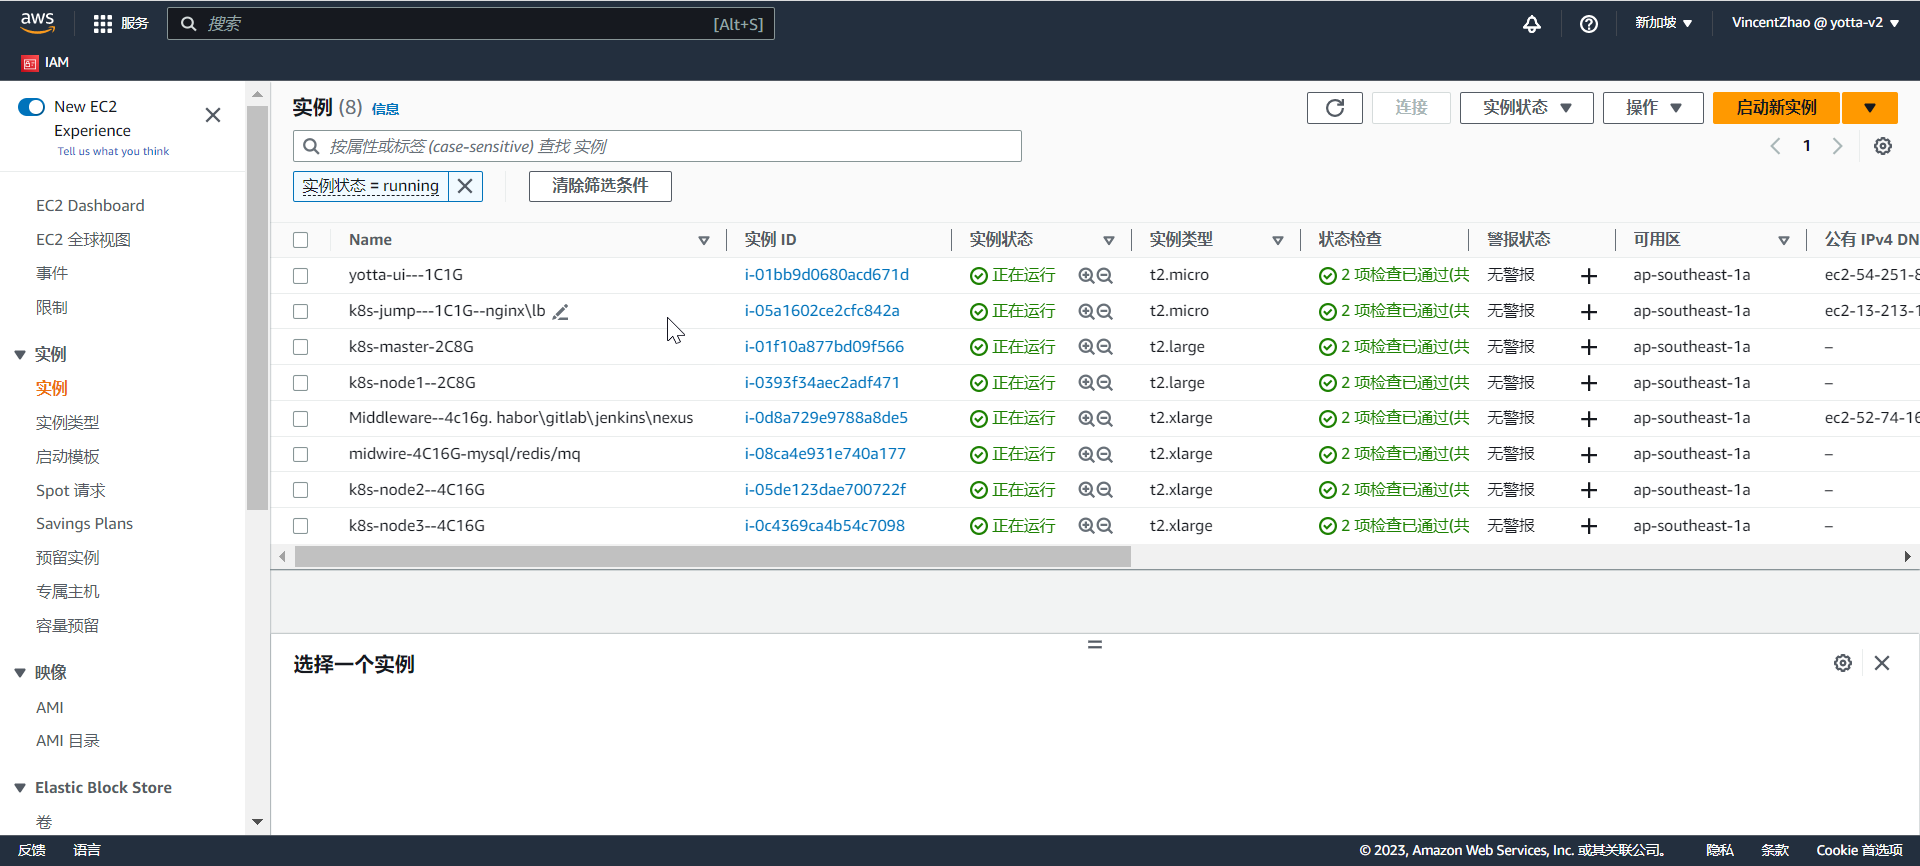 aws
服务
搜索
[Alt+S]
新加坡
VincentZhao @ yotta-v2
IAM
New EC2
Experience
Tell us what you think
EC2 Dashboard
EC2 全球视图
事件
限制
实例
实例
实例类型
启动模板
Spot 请求
Savings Plans
预留实例
专属主机
容量预留
映像
AMI
AMI 目录
Elastic Block Store
卷
实例 (8) 信息
连接
实例状态
操作
启动新实例
按属性或标签 (case-sensitive) 查找 实例
1
实例状态 = running
清除筛选条件
Name 实例 ID 实例状态 实例类型 状态检查 警报状态 可用区 公有 IPv4 DN
yotta-ui---1C1G i-01bb9d0680acd671d 正在运行 t2.micro 2 项检查已通过(共 无警报 ap-southeast-1a ec2-54-251-8
k8s-jump---1C1G--nginx\lb i-05a1602ce2cfc842a 正在运行 t2.micro 2 项检查已通过(共 无警报 ap-southeast-1a ec2-13-213-1
k8s-master-2C8G i-01f10a877bd09f566 正在运行 t2.large 2 项检查已通过(共 无警报 ap-southeast-1a –
k8s-node1--2C8G i-0393f34aec2adf471 正在运行 t2.large 2 项检查已通过(共 无警报 ap-southeast-1a –
Middleware--4c16g. habor\gitlab\jenkins\nexus i-0d8a729e9788a8de5 正在运行 t2.xlarge 2 项检查已通过(共 无警报 ap-southeast-1a ec2-52-74-16
midwire-4C16G-mysql/redis/mq i-08ca4e931e740a177 正在运行 t2.xlarge 2 项检查已通过(共 无警报 ap-southeast-1a –
k8s-node2--4C16G i-05de123dae700722f 正在运行 t2.xlarge 2 项检查已通过(共 无警报 ap-southeast-1a –
k8s-node3--4C16G i-0c4369ca4b54c7098 正在运行 t2.xlarge 2 项检查已通过(共 无警报 ap-southeast-1a –
选择一个实例
反馈
语言
© 2023, Amazon Web Services, Inc. 或其关联公司。
隐私
条款
Cookie 首选项